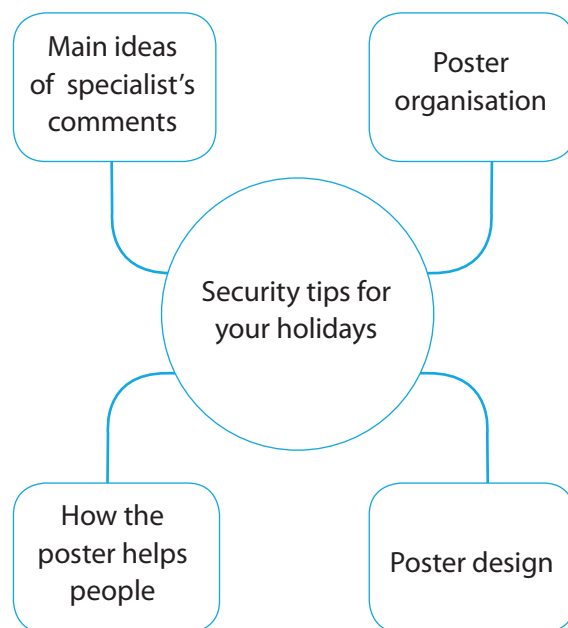 Main ideas
of specialist's
comments
Poster
organisation
Security tips for
your holidays
How the
poster helps
people
Poster design